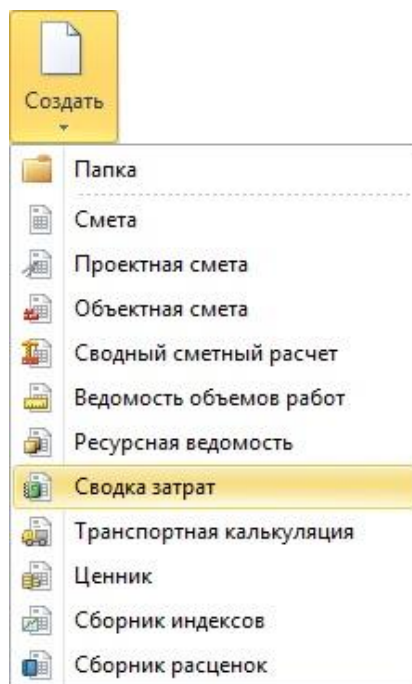 Создать
Папка
Смета
Проектная смета
Объектная смета
Сводный сметный расчет
Ведомость объемов работ
Ресурсная ведомость
Сводка затрат
Транспортная калькуляция
Ценник
Сборник индексов
Сборник расценок